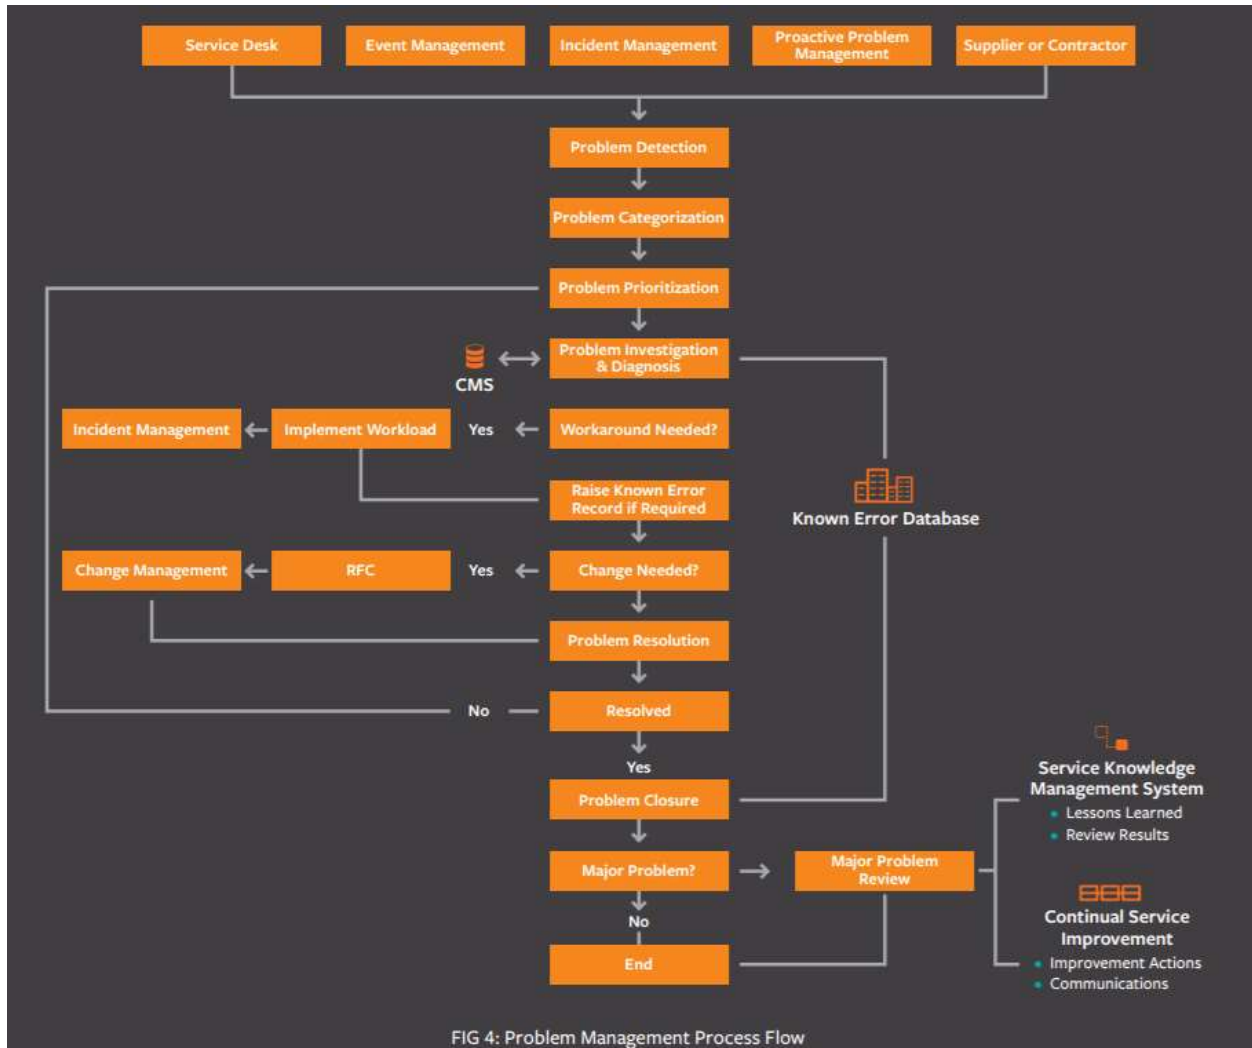 Service Desk
Event Management
Incident Management
Proactive Problem
Management
Supplier or Contractor
Problem Detection
Problem Categorization
Problem Prioritization
Problem Investigation
& Diagnosis
CMS
Incident Management
Implement Workload
Yes
Workaround Needed?
Raise Known Error
Record if Required
Known Error Database
Change Management
RFC
Yes
Change Needed?
Problem Resolution
No
Resolved
Yes
Problem Closure
Service Knowledge
Management System
Lessons Learned
Review Results
Major Problem?
Major Problem
Review
No
Continual Service
Improvement
Improvement Actions
Communications
End
FIG 4: Problem Management Process Flow